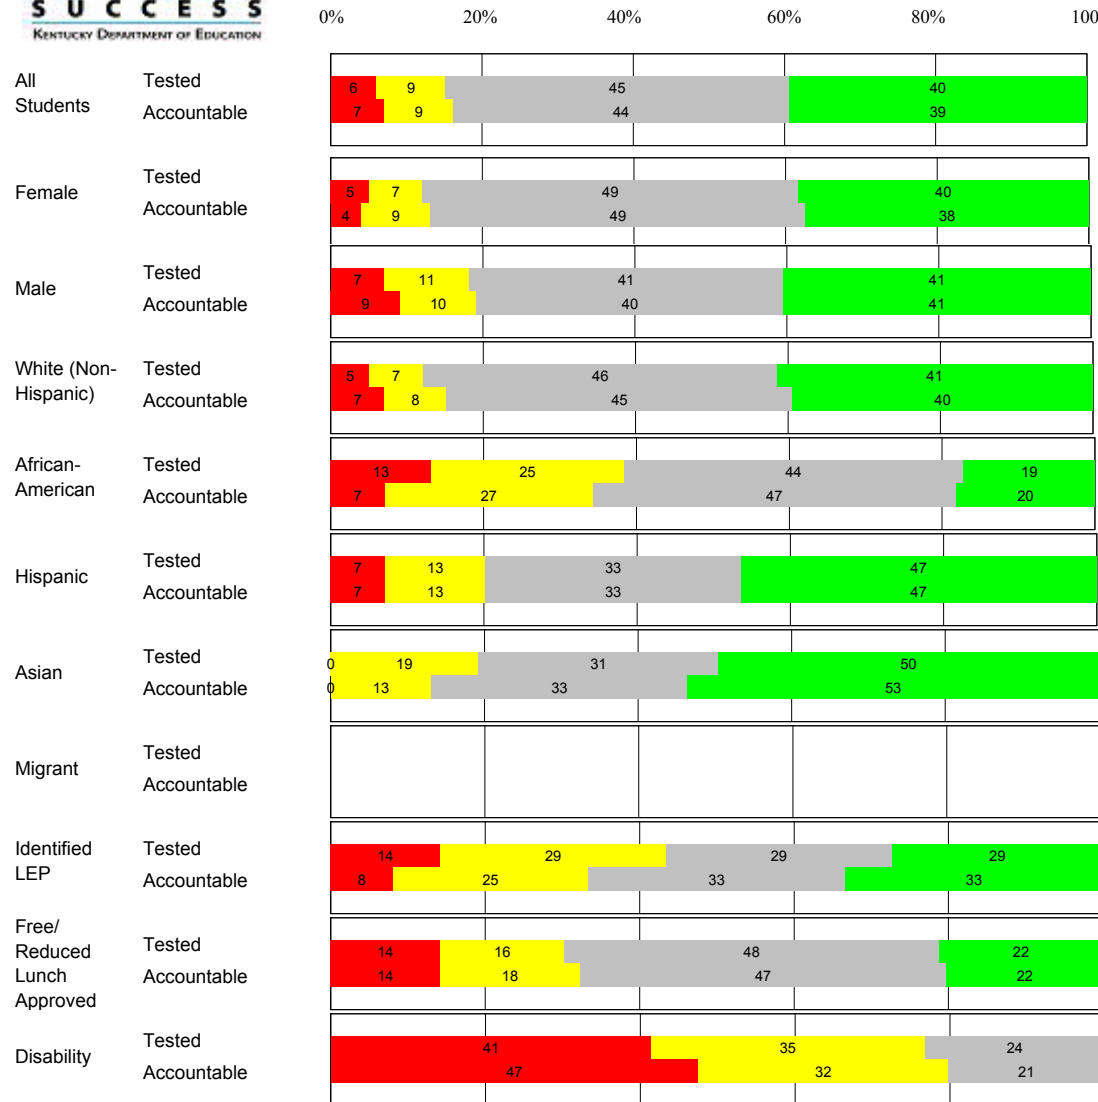 SUCCESS
KENTUCKY DEPARTMENT OF EDUCATION
0% 20% 40% 60% 80% 100
All Students
Tested 6 9 45 40
Accountable 7 9 44 39
Female
Tested 5 7 49 40
Accountable 4 9 49 38
Male
Tested 7 11 41 41
Accountable 9 10 40 41
White (Non-
Hispanic)
Tested 5 7 46 41
Accountable 7 8 45 40
African-
American
Tested 13 25 44 19
Accountable 7 27 47 20
Hispanic
Tested 7 13 33 47
Accountable 7 13 33 47
Asian
Tested 0 19 31 50
Accountable 0 13 33 53
Migrant
Tested
Accountable
Identified
LEP
Tested 14 29 29 29
Accountable 8 25 33 33
Free/
Reduced
Lunch
Approved
Tested 14 16 48 22
Accountable 14 18 47 22
Disability
Tested 41 35 24
Accountable 47 32 21